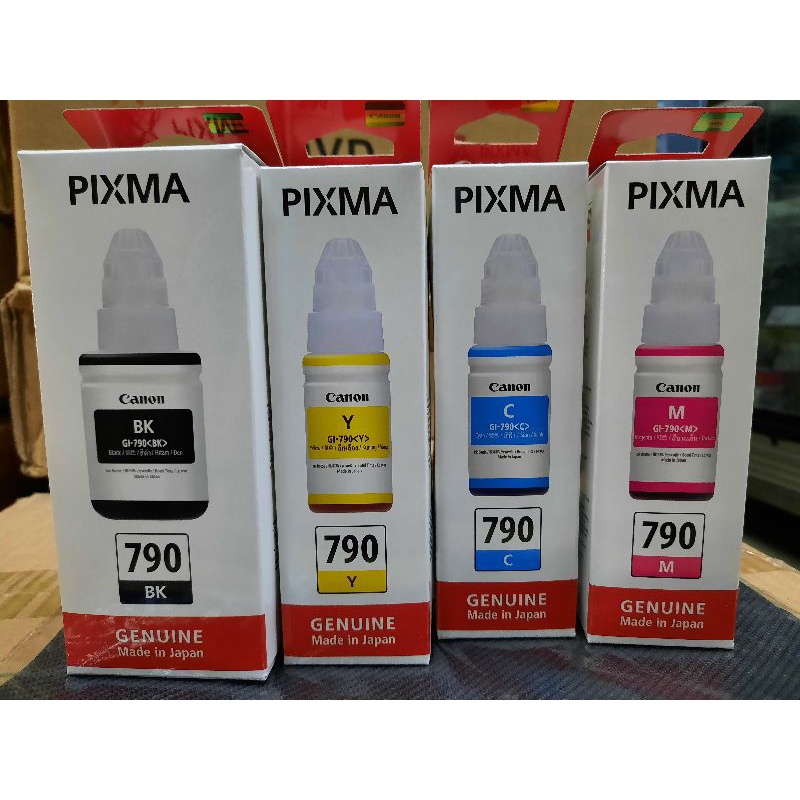 PIXMA
Canon
BK
GI-790<BK>
790
BK
GENUINE
Made in Japan
PIXMA
Canon
Y
GI-790<Y>
790
Y
GENUINE
Made in Japan
PIXMA
Canon
C
GI-790<C>
790
C
GENUINE
Made in Japan
PIXMA
Canon
M
GI-790<M>
790
M
GENUINE
Made in Japan